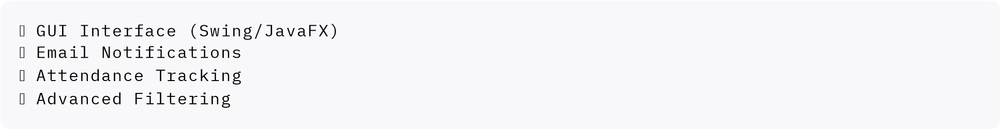 ▯ GUI Interface (Swing/JavaFX)
▯ Email Notifications
▯ Attendance Tracking
▯ Advanced Filtering